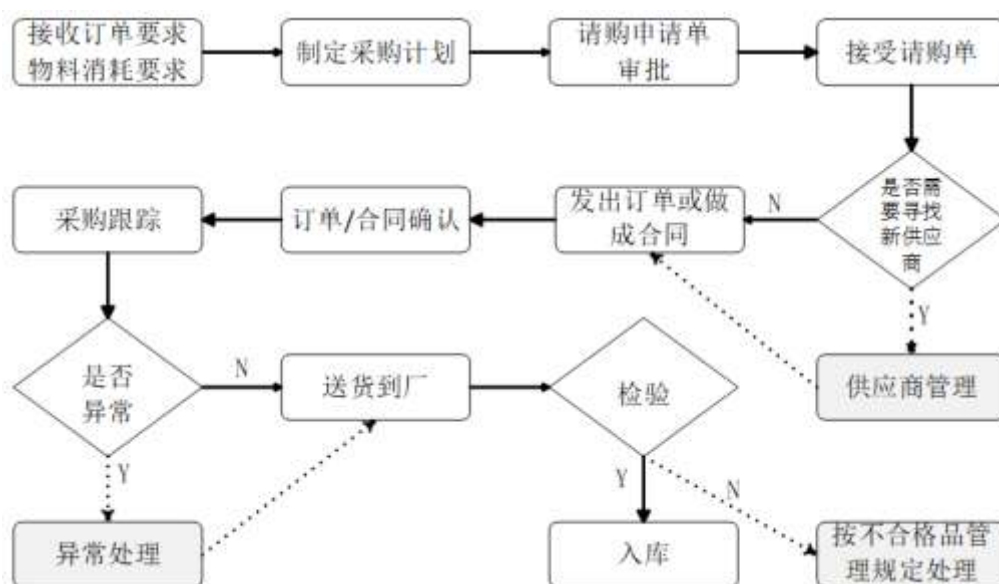 接收订单要求
物料消耗要求
制定采购计划
请购申请单
审批
接受请购单
是否需
要寻找
新供应
商
N
Y
发出订单或做
成合同
订单/合同确认
采购跟踪
供应商管理
是否
异常
N
Y
送货到厂
检验
Y
N
异常处理
入库
按不合格品管
理规定处理